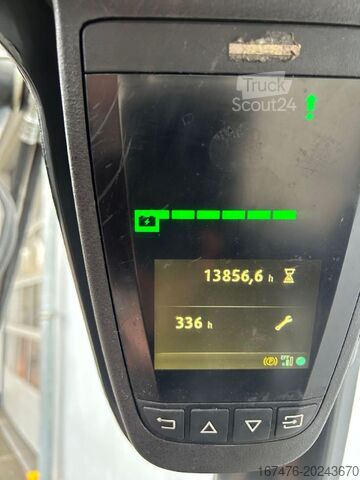 Truck
Scout24
13856,6 h
336 h
(P)
167476-20243670